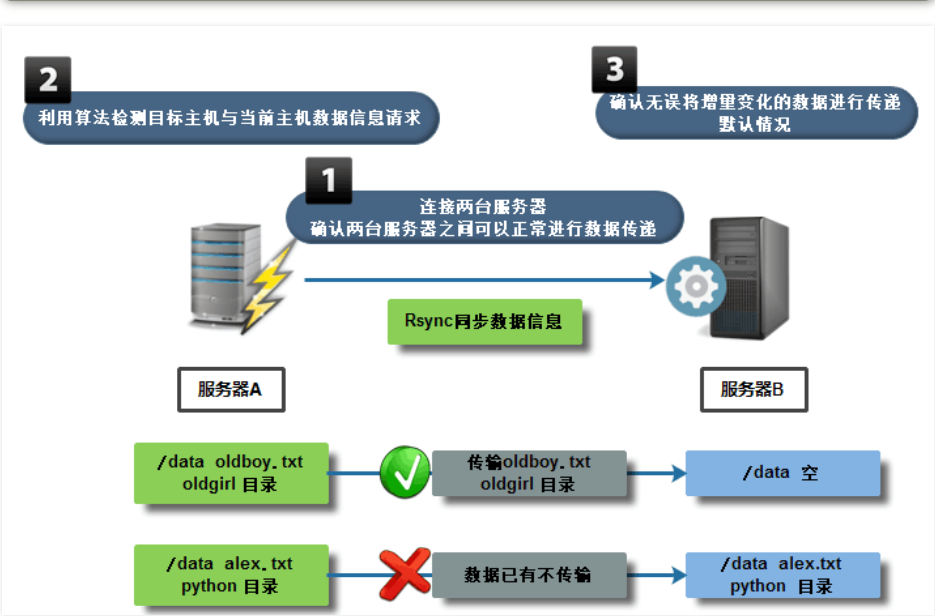 2
利用算法检测目标主机与当前主机数据信息请求
3
确认无误将增量变化的数据进行传递
默认情况
1
连接两台服务器
确认两台服务器之间可以正常进行数据传递
Rsync同步数据信息
服务器A
服务器B
/data oldboy.txt
oldgirl 目录
传输oldboy.txt
oldgirl 目录
/data 空
/data alex.txt
python 目录
数据已有不传输
/data alex.txt
python 目录